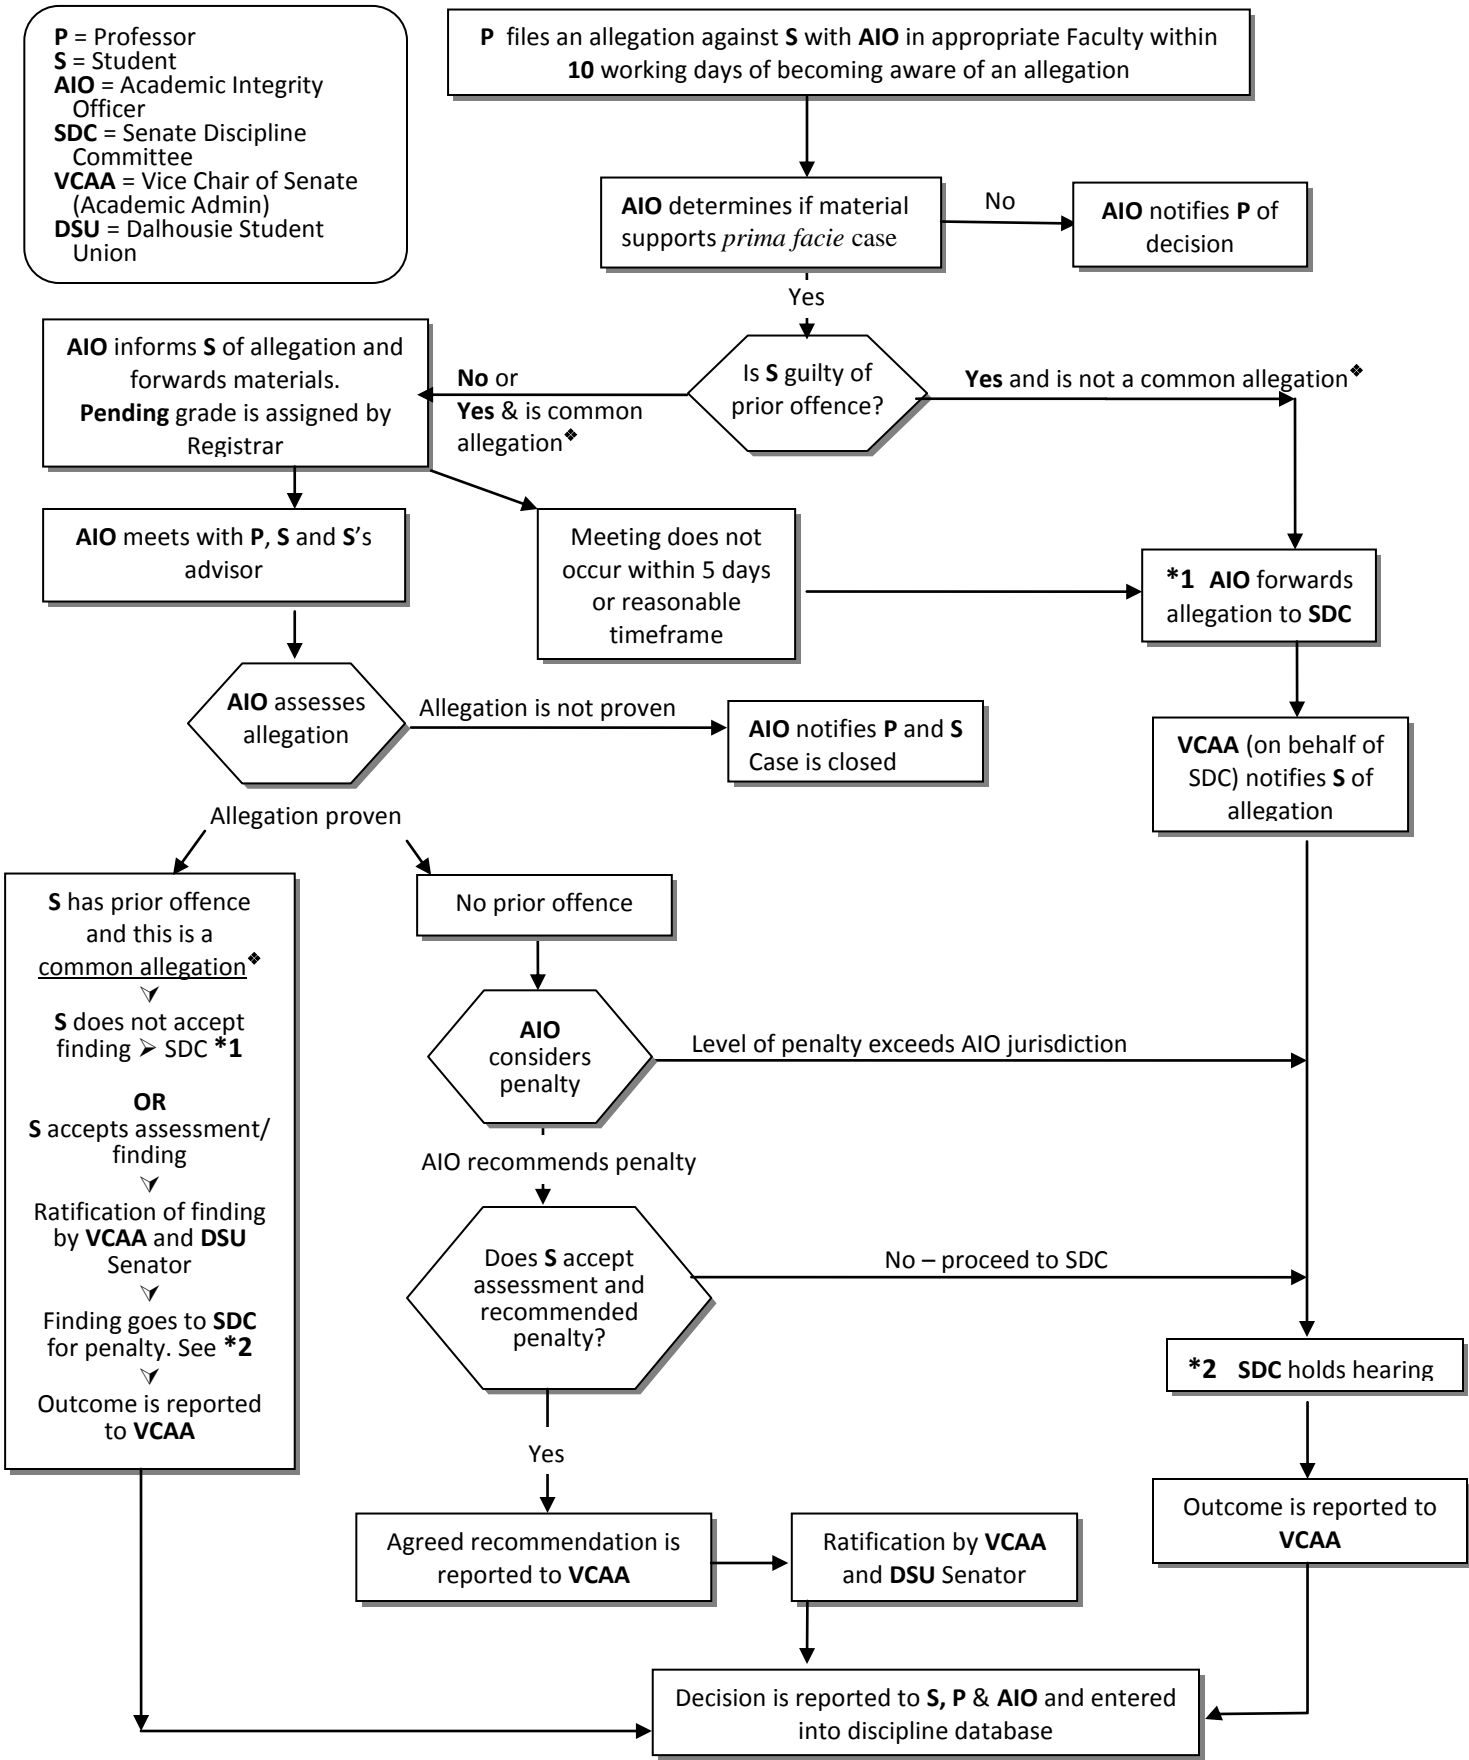 P = Professor
S = Student
AIO = Academic Integrity
Officer
SDC = Senate Discipline
Committee
VCAA = Vice Chair of Senate
(Academic Admin)
DSU = Dalhousie Student
Union
P files an allegation against S with AIO in appropriate Faculty within
10 working days of becoming aware of an allegation
AIO determines if material
supports prima facie case
No
AIO notifies P of
decision
Yes
AIO informs S of allegation and
forwards materials.
Pending grade is assigned by
Registrar
No or
Yes & is common
allegation❖
Is S guilty of
prior offence?
Yes and is not a common allegation❖
AIO meets with P, S and S’s
advisor
Meeting does not
occur within 5 days
or reasonable
timeframe
*1 AIO forwards
allegation to SDC
AIO assesses
allegation
Allegation is not proven
AIO notifies P and S
Case is closed
VCAA (on behalf of
SDC) notifies S of
allegation
Allegation proven
S has prior offence
and this is a
common allegation❖
⮚
S does not accept
finding ➢ SDC *1
OR
S accepts assessment/
finding
⮚
Ratification of finding
by VCAA and DSU
Senator
⮚
Finding goes to SDC
for penalty. See *2
⮚
Outcome is reported
to VCAA
No prior offence
AIO
considers
penalty
Level of penalty exceeds AIO jurisdiction
AIO recommends penalty
Does S accept
assessment and
recommended
penalty?
No – proceed to SDC
*2 SDC holds hearing
Yes
Agreed recommendation is
reported to VCAA
Ratification by VCAA
and DSU Senator
Outcome is reported to
VCAA
Decision is reported to S, P & AIO and entered
into discipline database